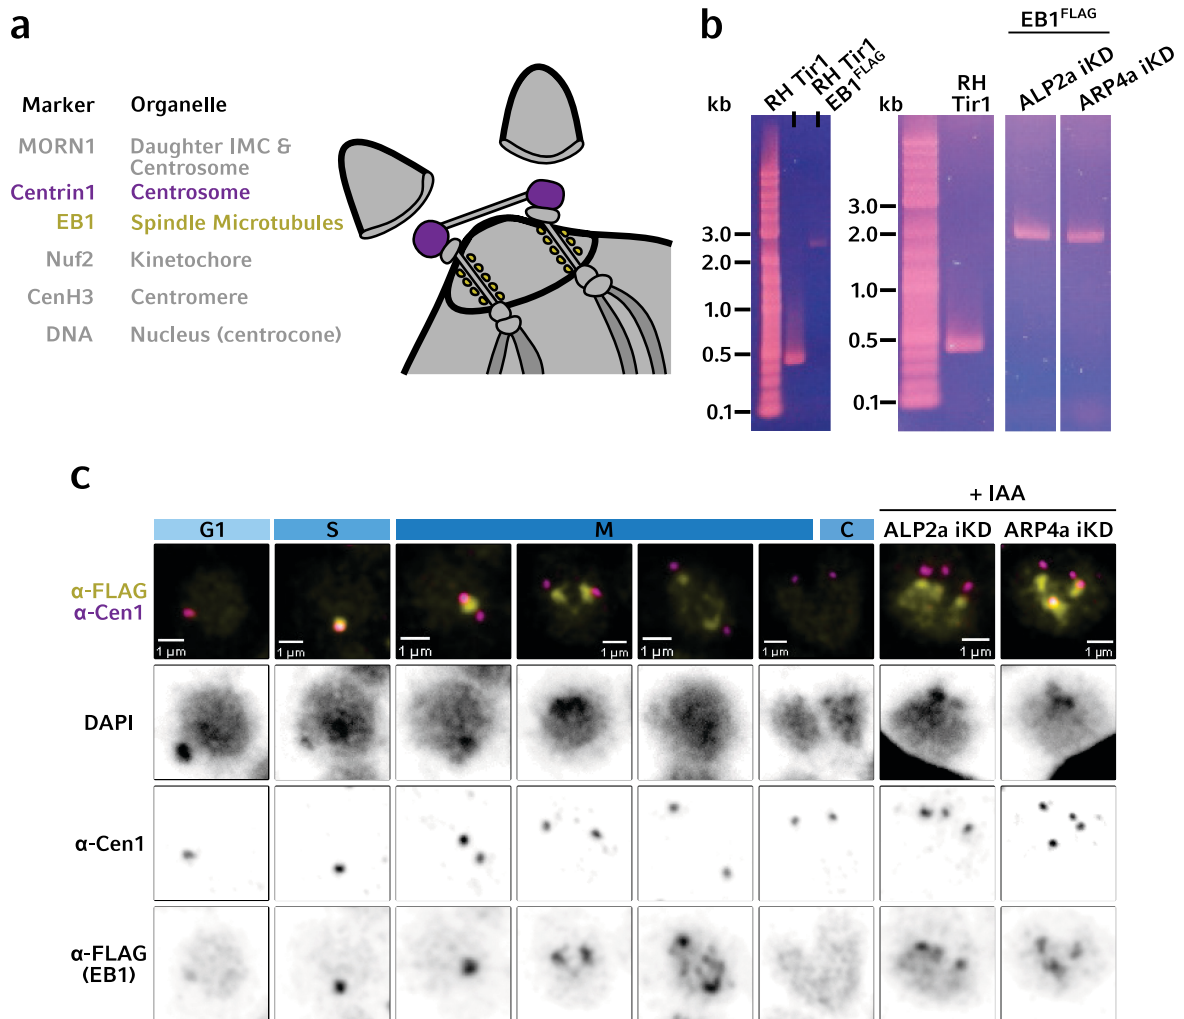 a
Marker Organelle
MORN1 Daughter IMC &
Centrosome
Centrin1 Centrosome
EB1 Spindle Microtubules
Nuf2 Kinetochore
CenH3 Centromere
DNA Nucleus (centrocone)
b
kb
RH Tir1
RH Tir1
EB1FLAG
3.0
2.0
1.0
0.5
0.1
kb
RH
Tir1
EB1FLAG
ALP2a iKD
ARP4a iKD
3.0
2.0
1.0
0.5
0.1
c
+ IAA
G1 S M C ALP2a iKD ARP4a iKD
α-FLAG
α-Cen1
1 µm 1 µm 1 µm 1 µm 1 µm 1 µm 1 µm 1 µm
DAPI
α-Cen1
α-FLAG
(EB1)